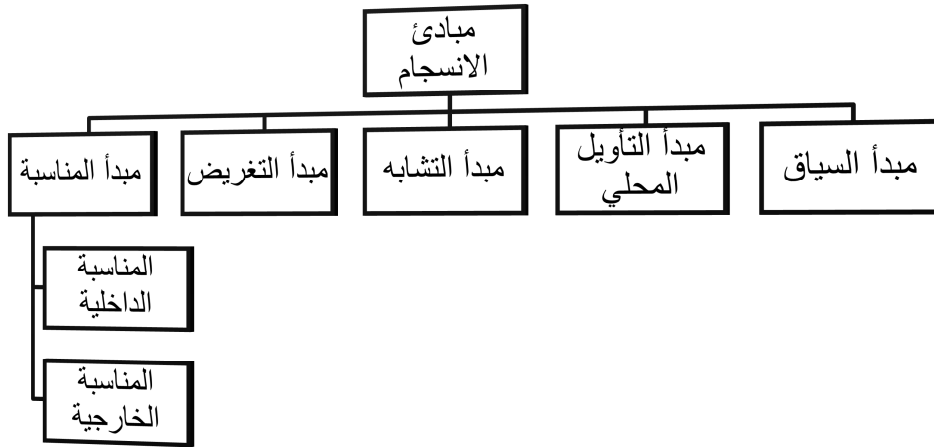 مبادئ
الانسجام
مبدأ السياق
مبدأ التأويل
المحلي
مبدأ التشابه
مبدأ التغريض
مبدأ المناسبة
المناسبة
الداخلية
المناسبة
الخارجية